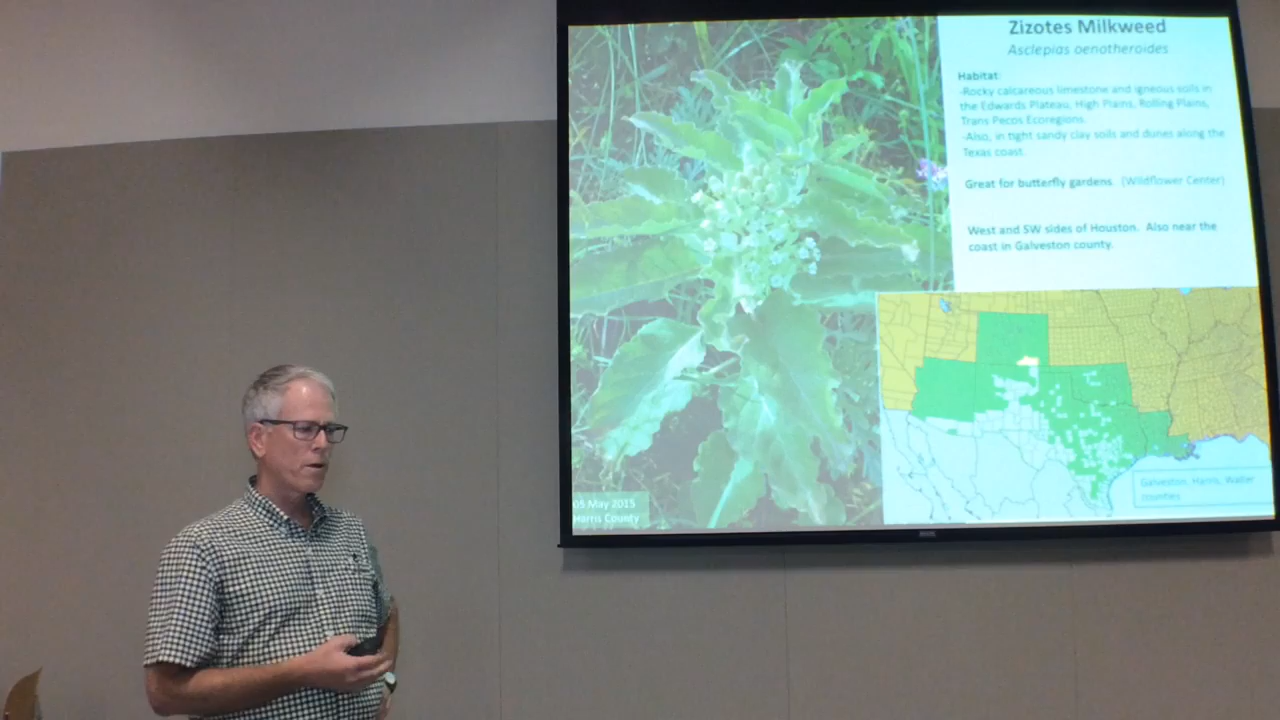 Zizotes Milkweed
Asclepias oenotheroides
Habitat:
-Rocky calcareous limestone and igneous soils in
the Edwards Plateau, High Plains, Rolling Plains,
Trans Pecos Ecoregions.
-Also, in tight sandy clay soils and dunes along the
Texas coast.
Great for butterfly gardens. (Wildflower Center)
West and SW sides of Houston. Also near the
coast in Galveston county.
Galveston, Harris, Waller
counties
05 May 2015
Harris County